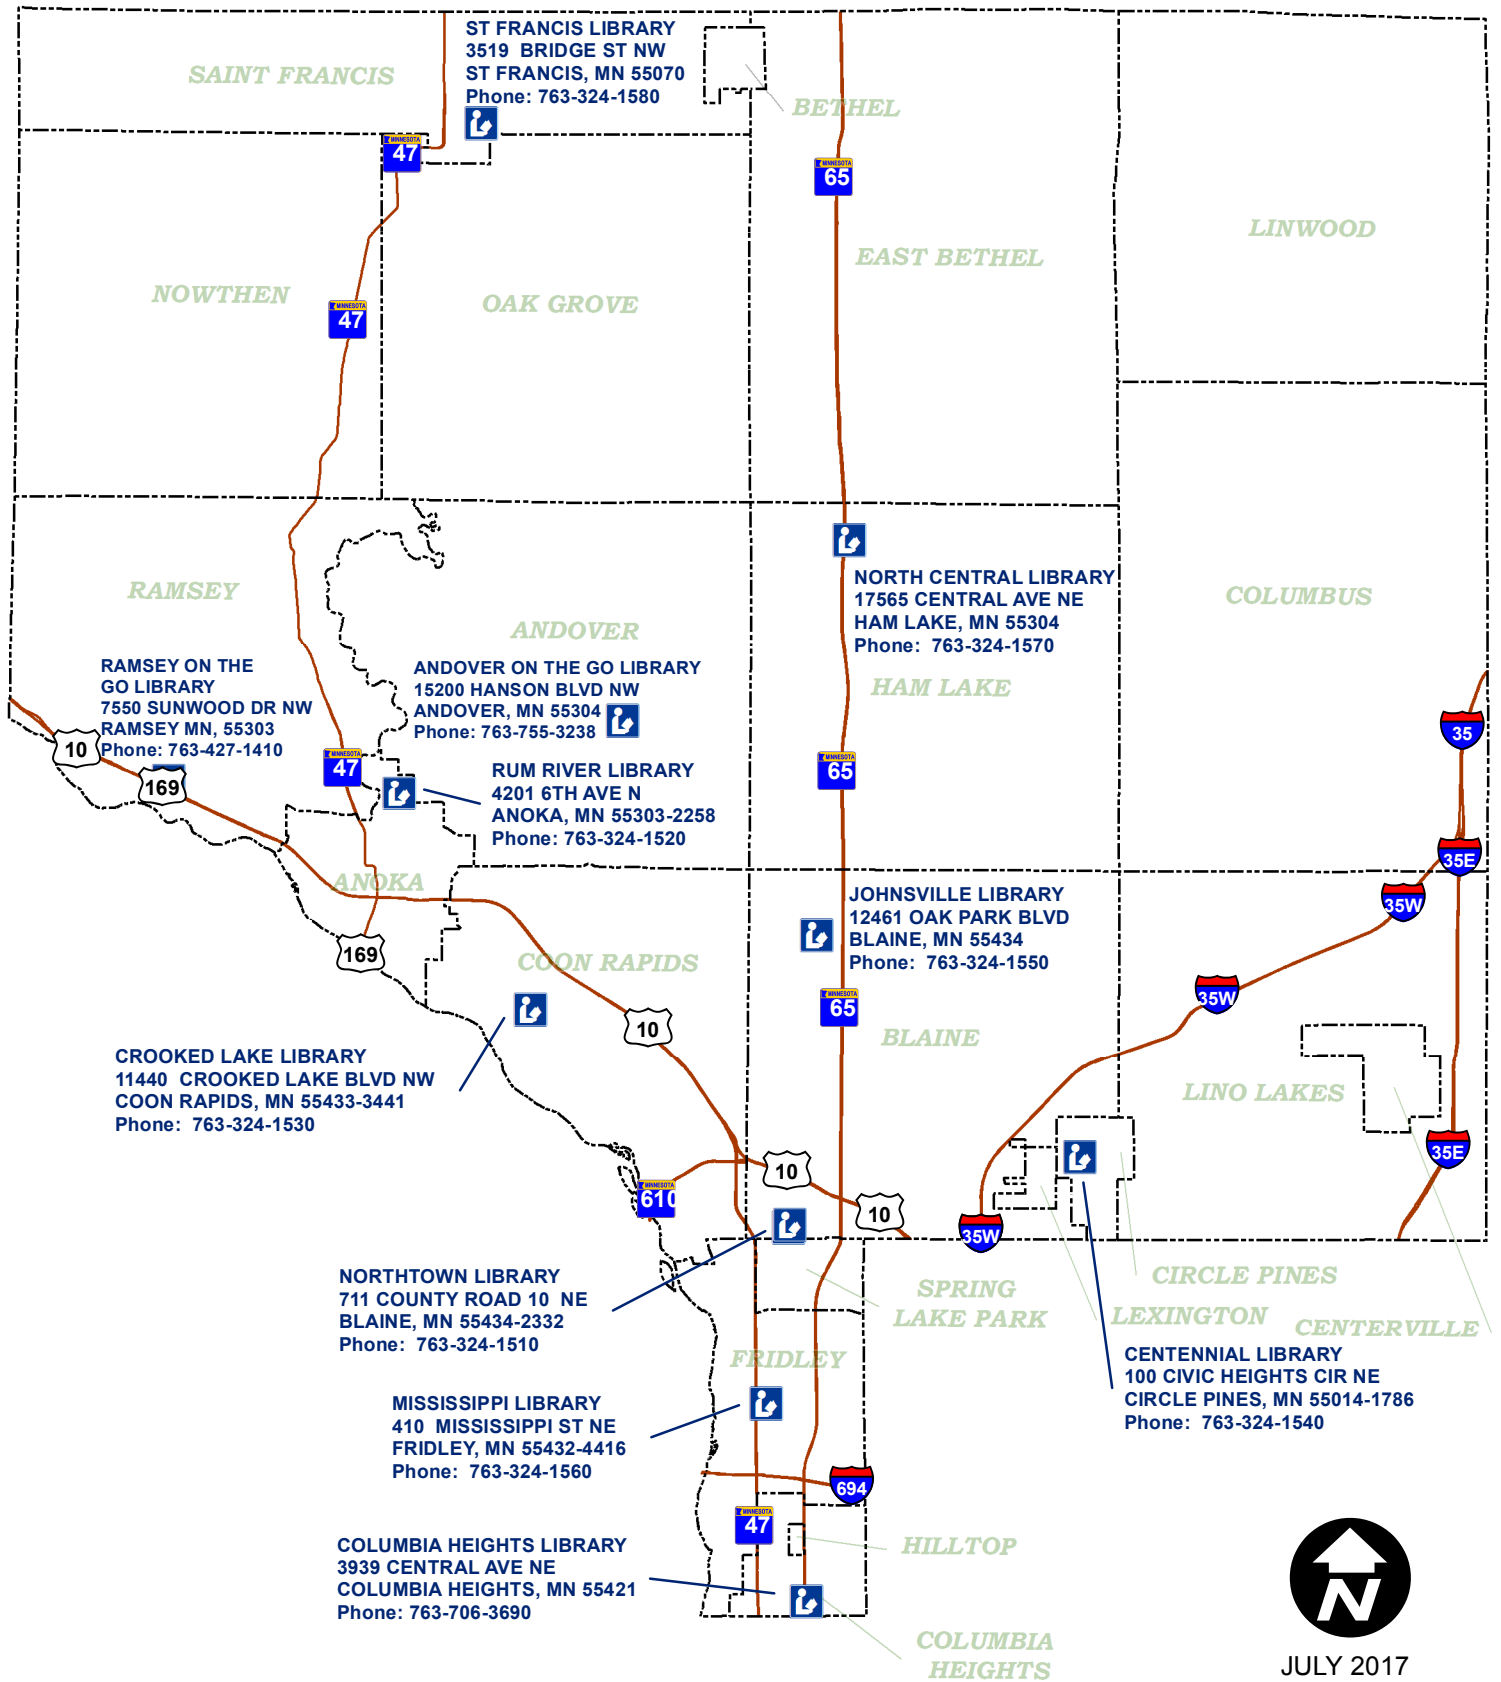 ST FRANCIS LIBRARY
3519 BRIDGE ST NW
ST FRANCIS, MN 55070
Phone: 763-324-1580
SAINT FRANCIS
BETHEL
MINNESOTA
47
MINNESOTA
65
LINWOOD
EAST BETHEL
NOWTHEN
OAK GROVE
MINNESOTA
47
NORTH CENTRAL LIBRARY
17565 CENTRAL AVE NE
HAM LAKE, MN 55304
Phone: 763-324-1570
RAMSEY
COLUMBUS
ANDOVER
HAM LAKE
RAMSEY ON THE
GO LIBRARY
7550 SUNWOOD DR NW
RAMSEY MN, 55303
Phone: 763-427-1410
ANDOVER ON THE GO LIBRARY
15200 HANSON BLVD NW
ANDOVER, MN 55304
Phone: 763-755-3238
10
169
MINNESOTA
47
MINNESOTA
65
35
RUM RIVER LIBRARY
4201 6TH AVE N
ANOKA, MN 55303-2258
Phone: 763-324-1520
35E
ANOKA
35W
JOHNSVILLE LIBRARY
12461 OAK PARK BLVD
BLAINE, MN 55434
Phone: 763-324-1550
169
COON RAPIDS
35W
MINNESOTA
65
10
BLAINE
CROOKED LAKE LIBRARY
11440 CROOKED LAKE BLVD NW
COON RAPIDS, MN 55433-3441
Phone: 763-324-1530
LINO LAKES
35E
10
MINNESOTA
610
10
35W
NORTHTOWN LIBRARY
711 COUNTY ROAD 10 NE
BLAINE, MN 55434-2332
Phone: 763-324-1510
SPRING
LAKE PARK
CIRCLE PINES
LEXINGTON
CENTERVILLE
FRIDLEY
CENTENNIAL LIBRARY
100 CIVIC HEIGHTS CIR NE
CIRCLE PINES, MN 55014-1786
Phone: 763-324-1540
MISSISSIPPI LIBRARY
410 MISSISSIPPI ST NE
FRIDLEY, MN 55432-4416
Phone: 763-324-1560
694
MINNESOTA
47
HILLTOP
COLUMBIA HEIGHTS LIBRARY
3939 CENTRAL AVE NE
COLUMBIA HEIGHTS, MN 55421
Phone: 763-706-3690
COLUMBIA
HEIGHTS
N
JULY 2017